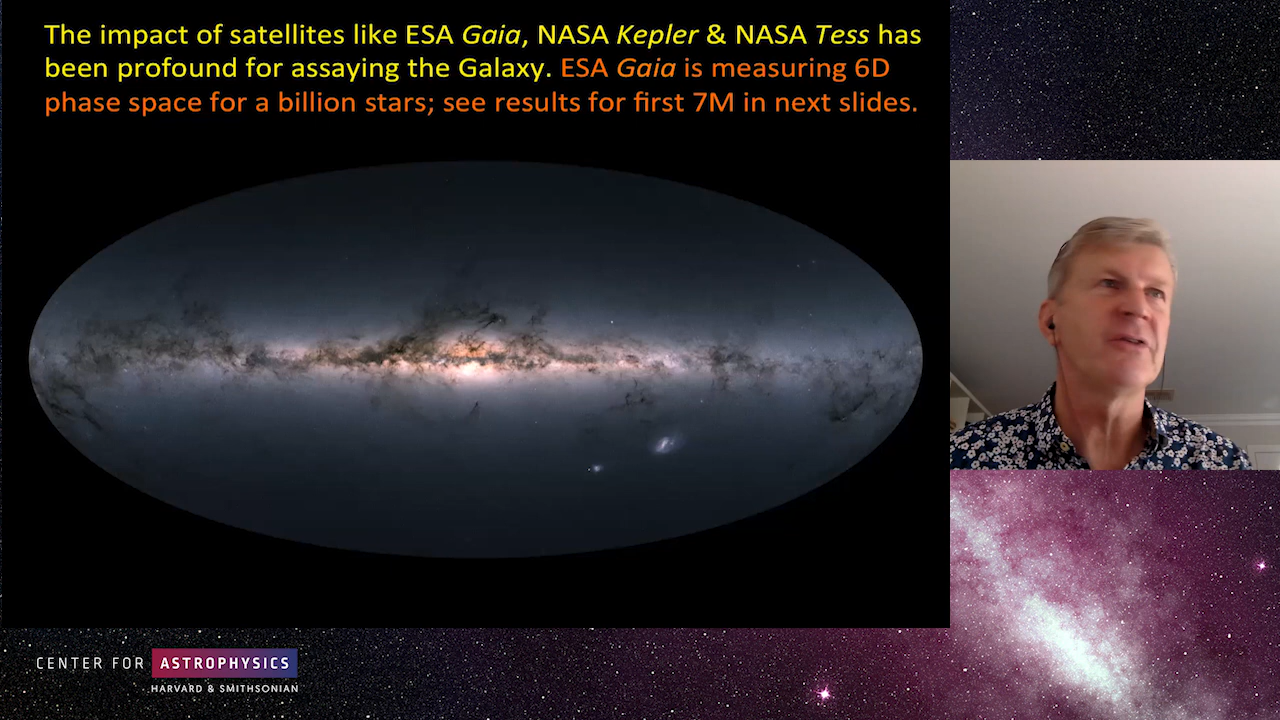 The impact of satellites like ESA Gaia, NASA Kepler & NASA Tess has
been profound for assaying the Galaxy. ESA Gaia is measuring 6D
phase space for a billion stars; see results for first 7M in next slides.
CENTER FOR ASTROPHYSICS
HARVARD & SMITHSONIAN